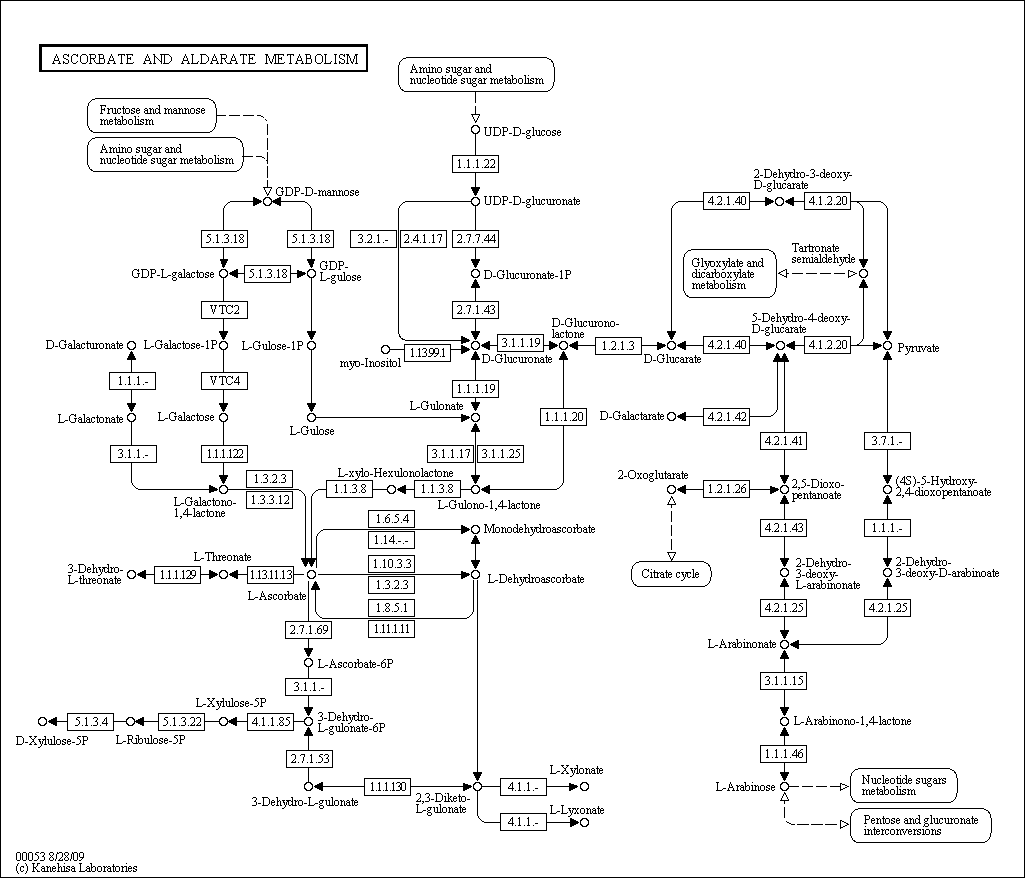 ASCORBATE AND ALDARATE METABOLISM
Amino sugar and
nucleotide sugar metabolism
Fructose and mannose
metabolism
Amino sugar and
nucleotide sugar metabolism
UDP-D-glucose
1.1.1.22
GDP-D-mannose
UDP-D-glucuronate
2-Dehydro-3-deoxy-
D-glucarate
4.2.1.40
4.1.2.20
5.1.3.18
5.1.3.18
3.2.1.-
2.4.1.17
2.7.7.44
Tartronate
semialdehyde
Glyoxylate and
dicarboxylate
metabolism
GDP-L-galactose
5.1.3.18
GDP-
L-gulose
D-Glucuronate-1P
VTC2
2.7.1.43
5-Dehydro-4-deoxy-
D-glucarate
D-Glucurono-
lactone
D-Galacturonate
L-Galactose-1P
L-Gulose-1P
1.13.99.1
myo-Inositol
D-Glucuronate
3.1.1.19
1.2.1.3
D-Glucarate
4.2.1.40
4.1.2.20
Pyruvate
1.1.1.-
VTC4
1.1.1.19
L-Gulonate
L-Galactonate
L-Galactose
L-Gulose
1.1.1.20
D-Galactarate
4.2.1.42
4.2.1.41
3.7.1.-
3.1.1.-
1.1.1.122
3.1.1.17
3.1.1.25
L-xylo-Hexulonolactone
1.3.2.3
1.3.3.12
1.1.3.8
1.1.3.8
L-Gulono-1,4-lactone
L-Galactono-
1,4-lactone
2-Oxoglutarate
1.2.1.26
2,5-Dioxo-
pentanoate
(4S)-5-Hydroxy-
2,4-dioxopentanoate
1.6.5.4
1.14.-.-
Monodehydroascorbate
4.2.1.43
1.1.1.-
3-Dehydro-
L-threonate
1.1.1.129
L-Threonate
1.13.11.13
L-Ascorbate
1.10.3.3
1.3.2.3
L-Dehydroascorbate
Citrate cycle
2-Dehydro-
3-deoxy-
L-arabinonate
2-Dehydro-
3-deoxy-D-arabinoate
1.8.5.1
1.11.1.11
4.2.1.25
4.2.1.25
2.7.1.69
L-Arabinonate
L-Ascorbate-6P
3.1.1.-
3.1.1.15
L-Xylulose-5P
5.1.3.4
5.1.3.22
4.1.1.85
3-Dehydro-
L-gulonate-6P
D-Xylulose-5P
L-Ribulose-5P
L-Arabinono-1,4-lactone
2.7.1.53
1.1.1.46
3-Dehydro-L-gulonate
1.1.1.130
2,3-Diketo-
L-gulonate
4.1.1.-
L-Xylonate
4.1.1.-
L-Lyxonate
L-Arabinose
Nucleotide sugars
metabolism
Pentose and glucuronate
interconversions
00053 8/28/09
(c) Kanehisa Laboratories